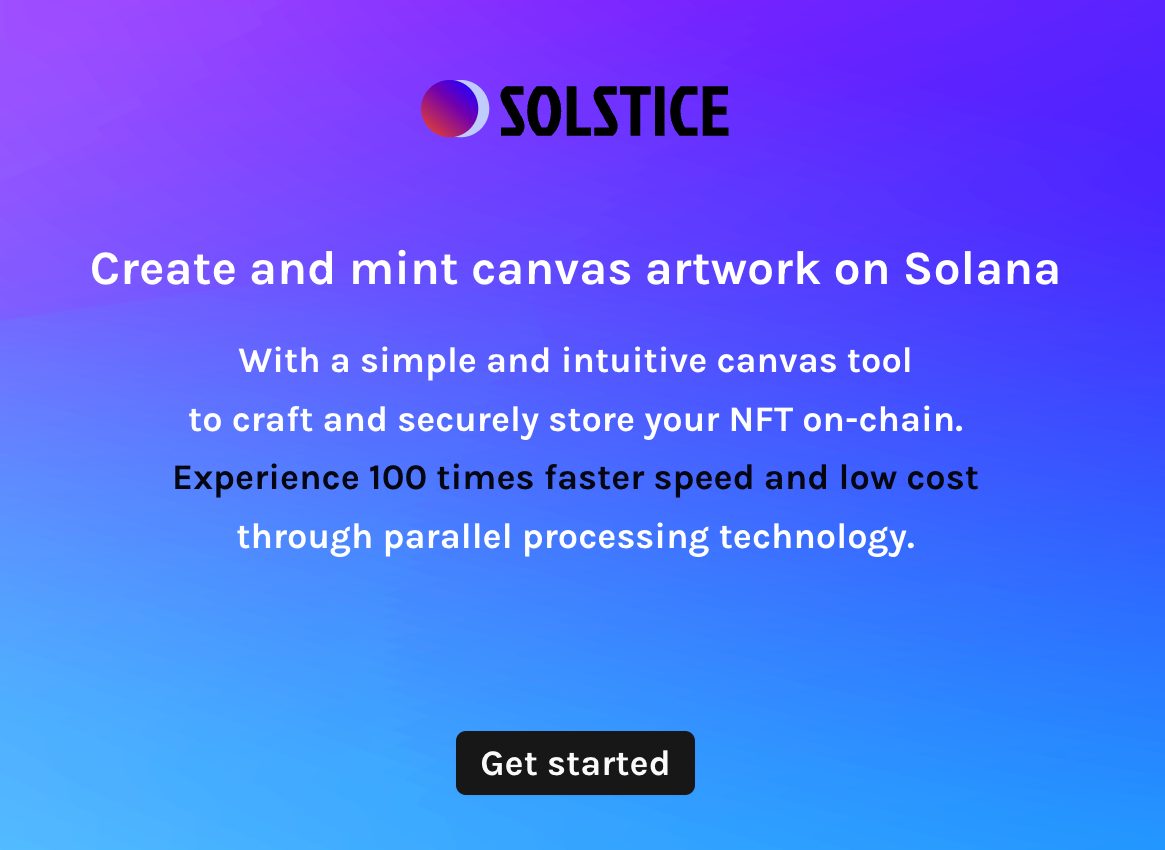 SOLSTICE
Create and mint canvas artwork on Solana
With a simple and intuitive canvas tool
to craft and securely store your NFT on-chain.
Experience 100 times faster speed and low cost
through parallel processing technology.
Get started